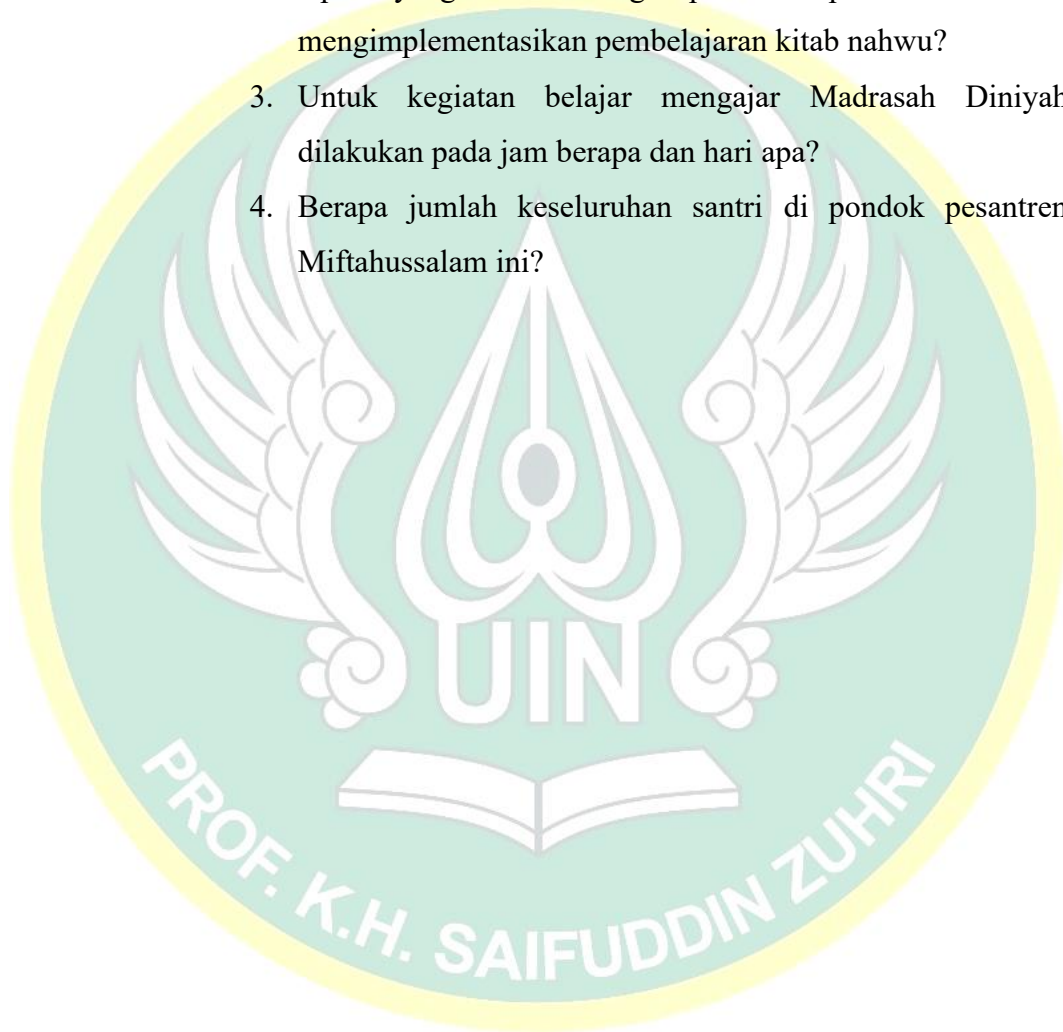 mengimplementasikan pembelajaran kitab nahwu?
3. Untuk kegiatan belajar mengajar Madrasah Diniyah
dilakukan pada jam berapa dan hari apa?
4. Berapa jumlah keseluruhan santri di pondok pesantren
Miftahussalam ini?
UIN
PROF. K.H. SAIFUDDIN ZUHRI